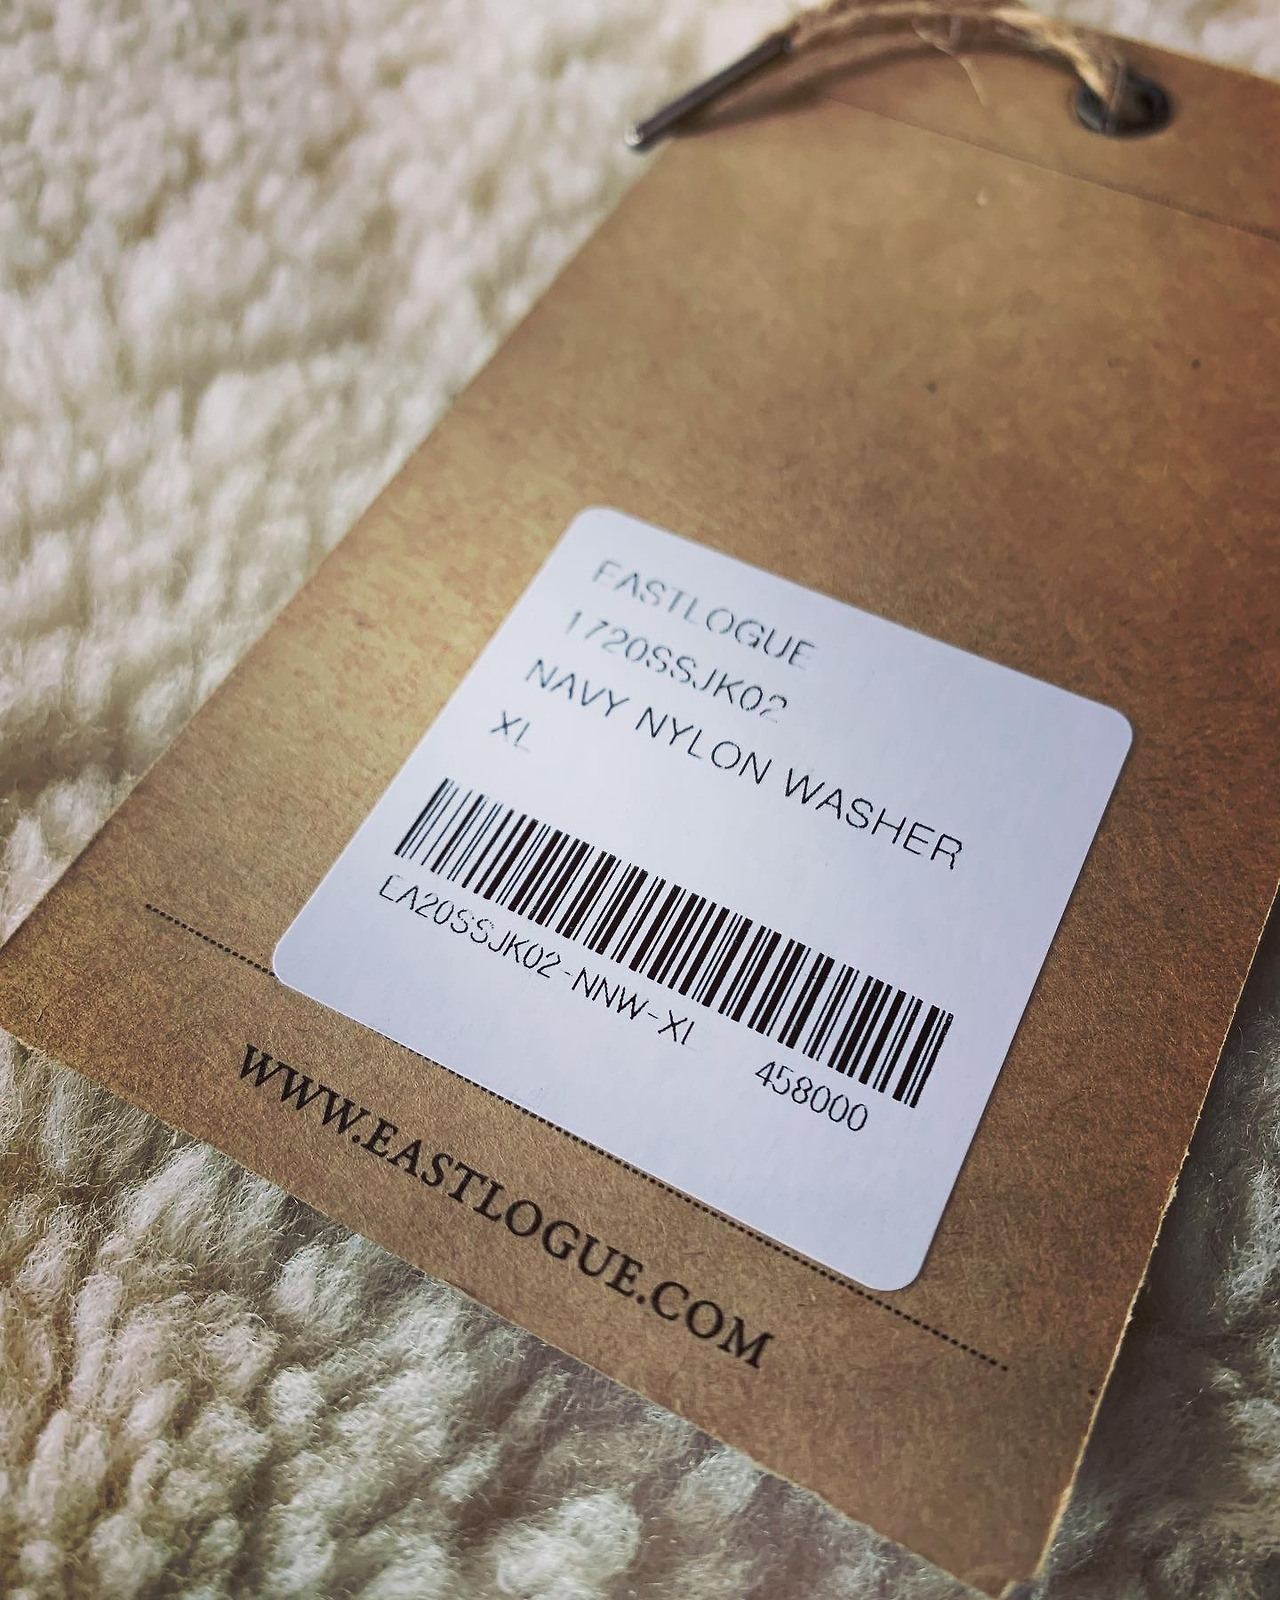 EASTLOGUE
1720SSJK02
NAVY NYLON WASHER
XL
EA20SSJK02-NNW-XL
458000
WWW.EASTLOGUE.COM